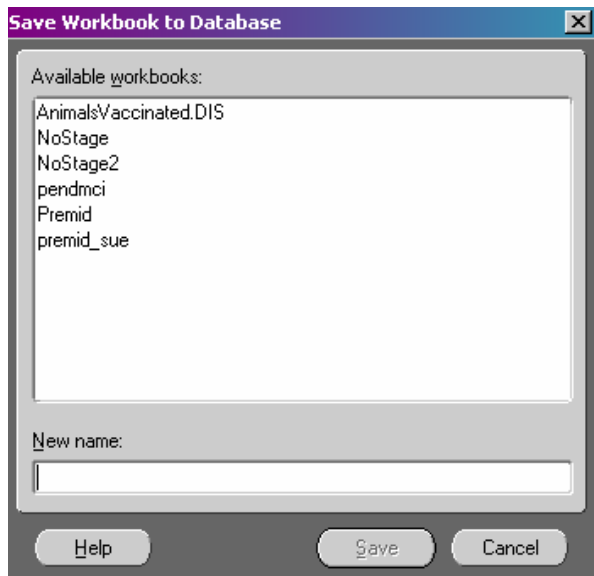 Save Workbook to Database
Available workbooks:
AnimalsVaccinated.DIS
NoStage
NoStage2
pendmci
Premid
premid_sue
New name:
Help Save Cancel